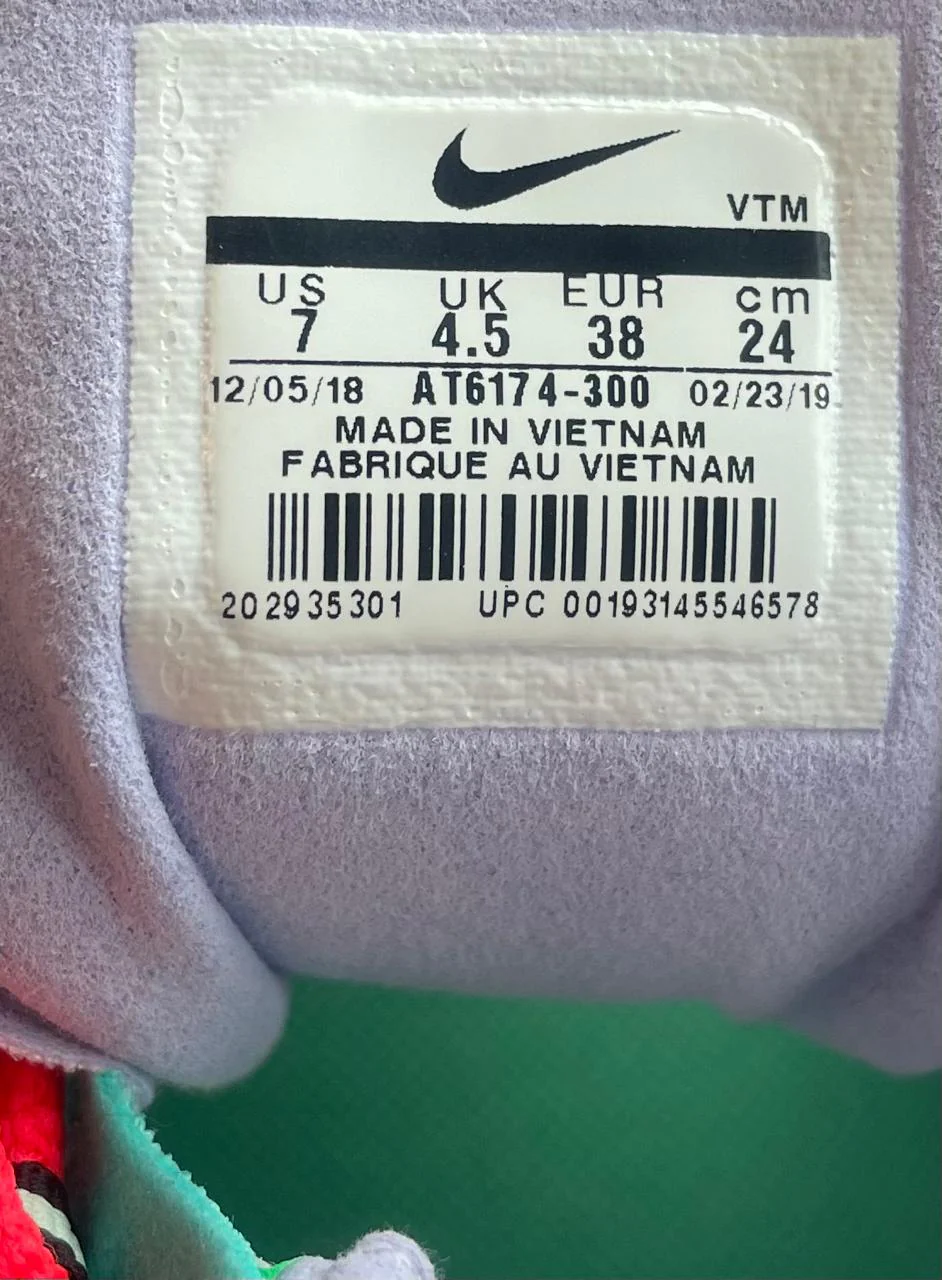 VTM
US UK EUR cm
7 4.5 38 24
12/05/18 AT6174-300 02/23/19
MADE IN VIETNAM
FABRIQUE AU VIETNAM
202935301 UPC 00193145546578